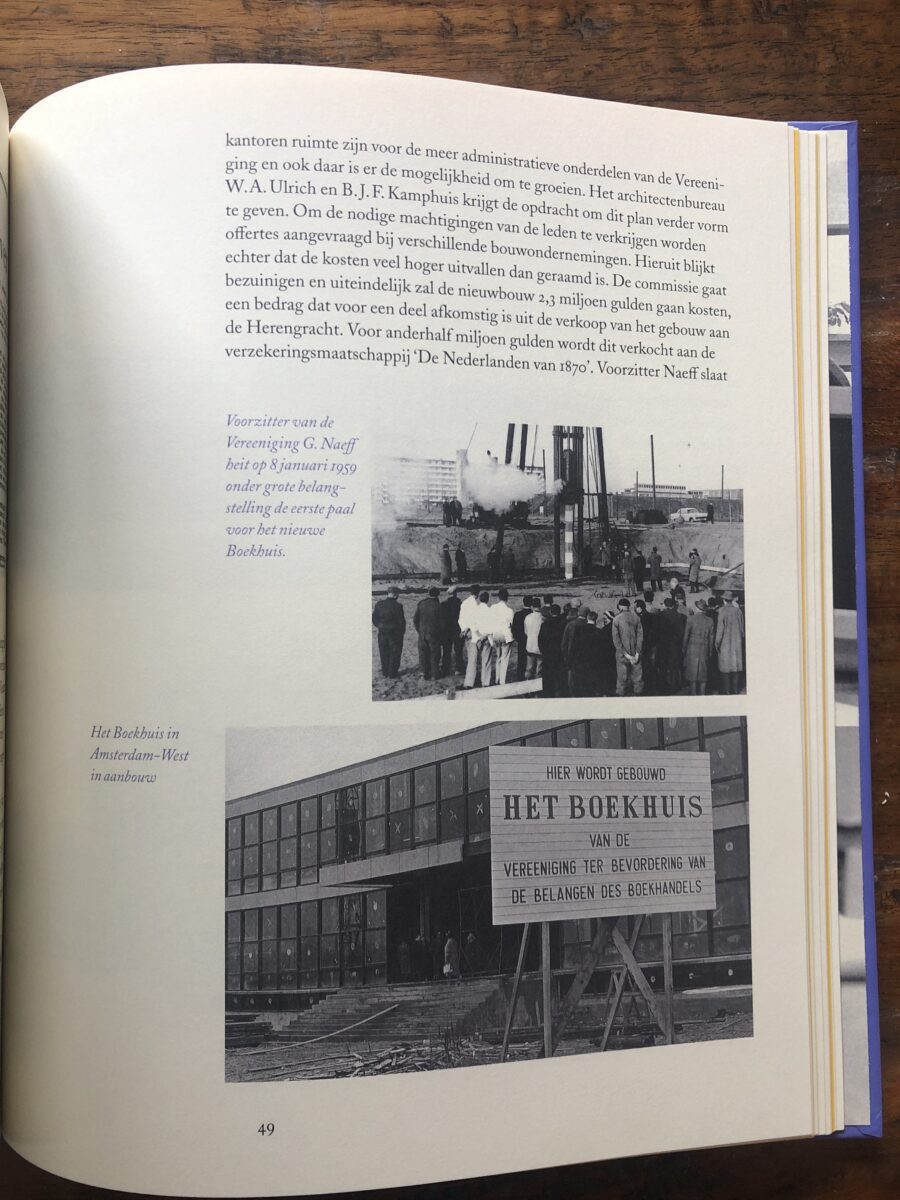 kantoren ruimte zijn voor de meer administratieve onderdelen van de Vereeni-
ging en ook daar is er de mogelijkheid om te groeien. Het architectenbureau
W.A. Ulrich en B.J.F. Kamphuis krijgt de opdracht om dit plan verder vorm
te geven. Om de nodige machtigingen van de leden te verkrijgen worden
offertes aangevraagd bij verschillende bouwondernemingen. Hieruit blijkt
echter dat de kosten veel hoger uitvallen dan geraamd is. De commissie gaat
bezuinigen en uiteindelijk zal de nieuwbouw 2,3 miljoen gulden gaan kosten,
een bedrag dat voor een deel afkomstig is uit de verkoop van het gebouw aan
de Herengracht. Voor anderhalf miljoen gulden wordt dit verkocht aan de
verzekeringsmaatschappij ‘De Nederlanden van 1870’. Voorzitter Naeff slaat
Voorzitter van de
Vereeniging G. Naeff
heit op 8 januari 1959
onder grote belang-
stelling de eerste paal
voor het nieuwe
Boekhuis.
Het Boekhuis in
Amsterdam-West
in aanbouw
HIER WORDT GEBOUWD
HET BOEKHUIS
VAN DE
VEREENIGING TER BEVORDERING VAN
DE BELANGEN DES BOEKHANDELS
49